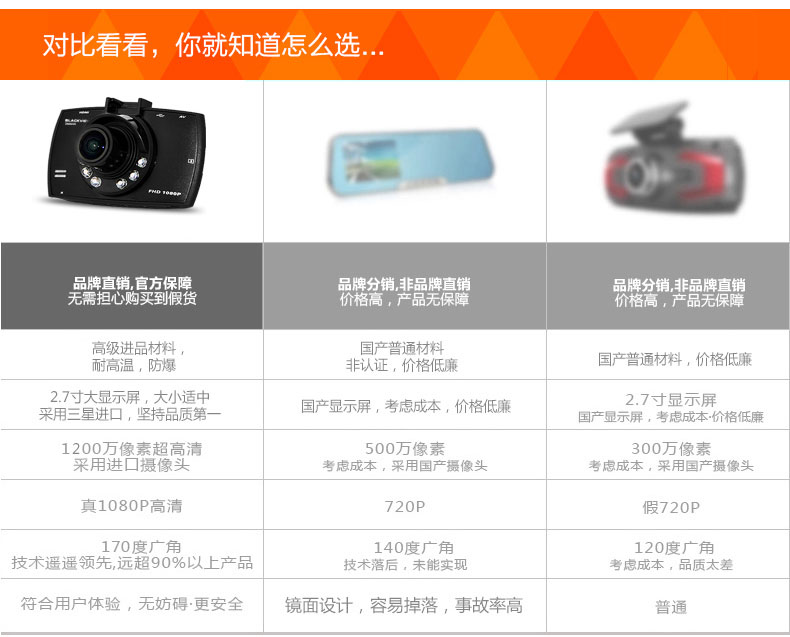 对比看看，你就知道怎么选...
FHD 1080P
品牌直销,官方保障
无需担心购买到假货
品牌分销,非品牌直销
价格高，产品无保障
品牌分销,非品牌直销
价格高，产品无保障
高级进品材料，
耐高温，防爆
国产普通材料
非认证，价格低廉
国产普通材料，价格低廉
2.7寸大显示屏，大小适中
采用三星进口，坚持品质第一
国产显示屏，考虑成本，价格低廉
2.7寸显示屏
国产显示屏，考虑成本·价格低廉
1200万像素超高清
采用进口摄像头
500万像素
考虑成本，采用国产摄像头
300万像素
考虑成本，采用国产摄像头
真1080P高清
720P
假720P
170度广角
技术遥遥领先,远超90%以上产品
140度广角
技术落后，未能实现
120度广角
考虑成本，品质太差
符合用户体验，无妨碍·更安全
镜面设计，容易掉落，事故率高
普通